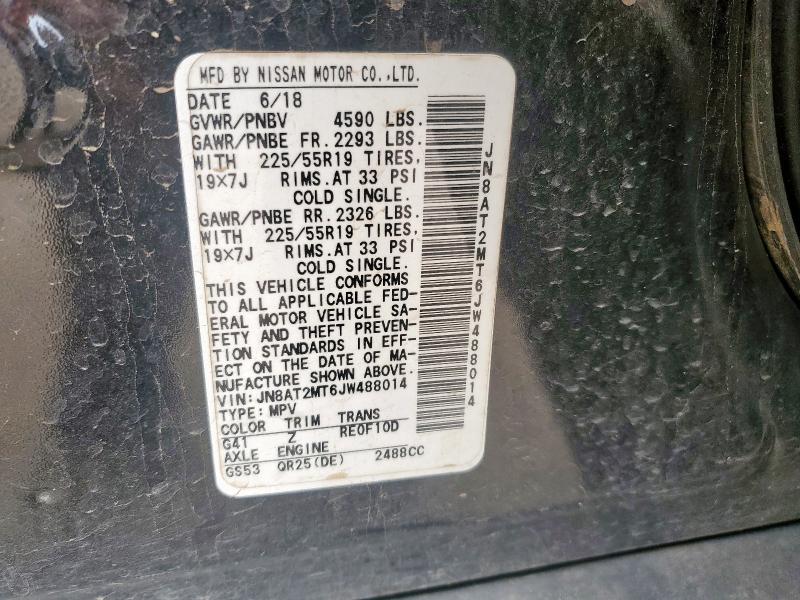 MFD BY NISSAN MOTOR CO.,LTD.
DATE 6/18
GVWR/PNBV 4590 LBS.
GAWR/PNBE FR. 2293 LBS.
WITH 225/55R19 TIRES,
19×7J RIMS.AT 33 PSI
COLD SINGLE.
GAWR/PNBE RR. 2326 LBS.
WITH 225/55R19 TIRES,
19×7J RIMS.AT 33 PSI
COLD SINGLE.
THIS VEHICLE CONFORMS
TO ALL APPLICABLE FED-
ERAL MOTOR VEHICLE SA-
FETY AND THEFT PREVEN-
TION STANDARDS IN EFF-
ECT ON THE DATE OF MA-
NUFACTURE SHOWN ABOVE.
VIN: JN8AT2MT6JW488014
TYPE: MPV
COLOR TRIM TRANS
G41 Z RE0F10D
AXLE ENGINE
GS53 QR25(DE) 2488CC
JN8AT2MT6JW488014